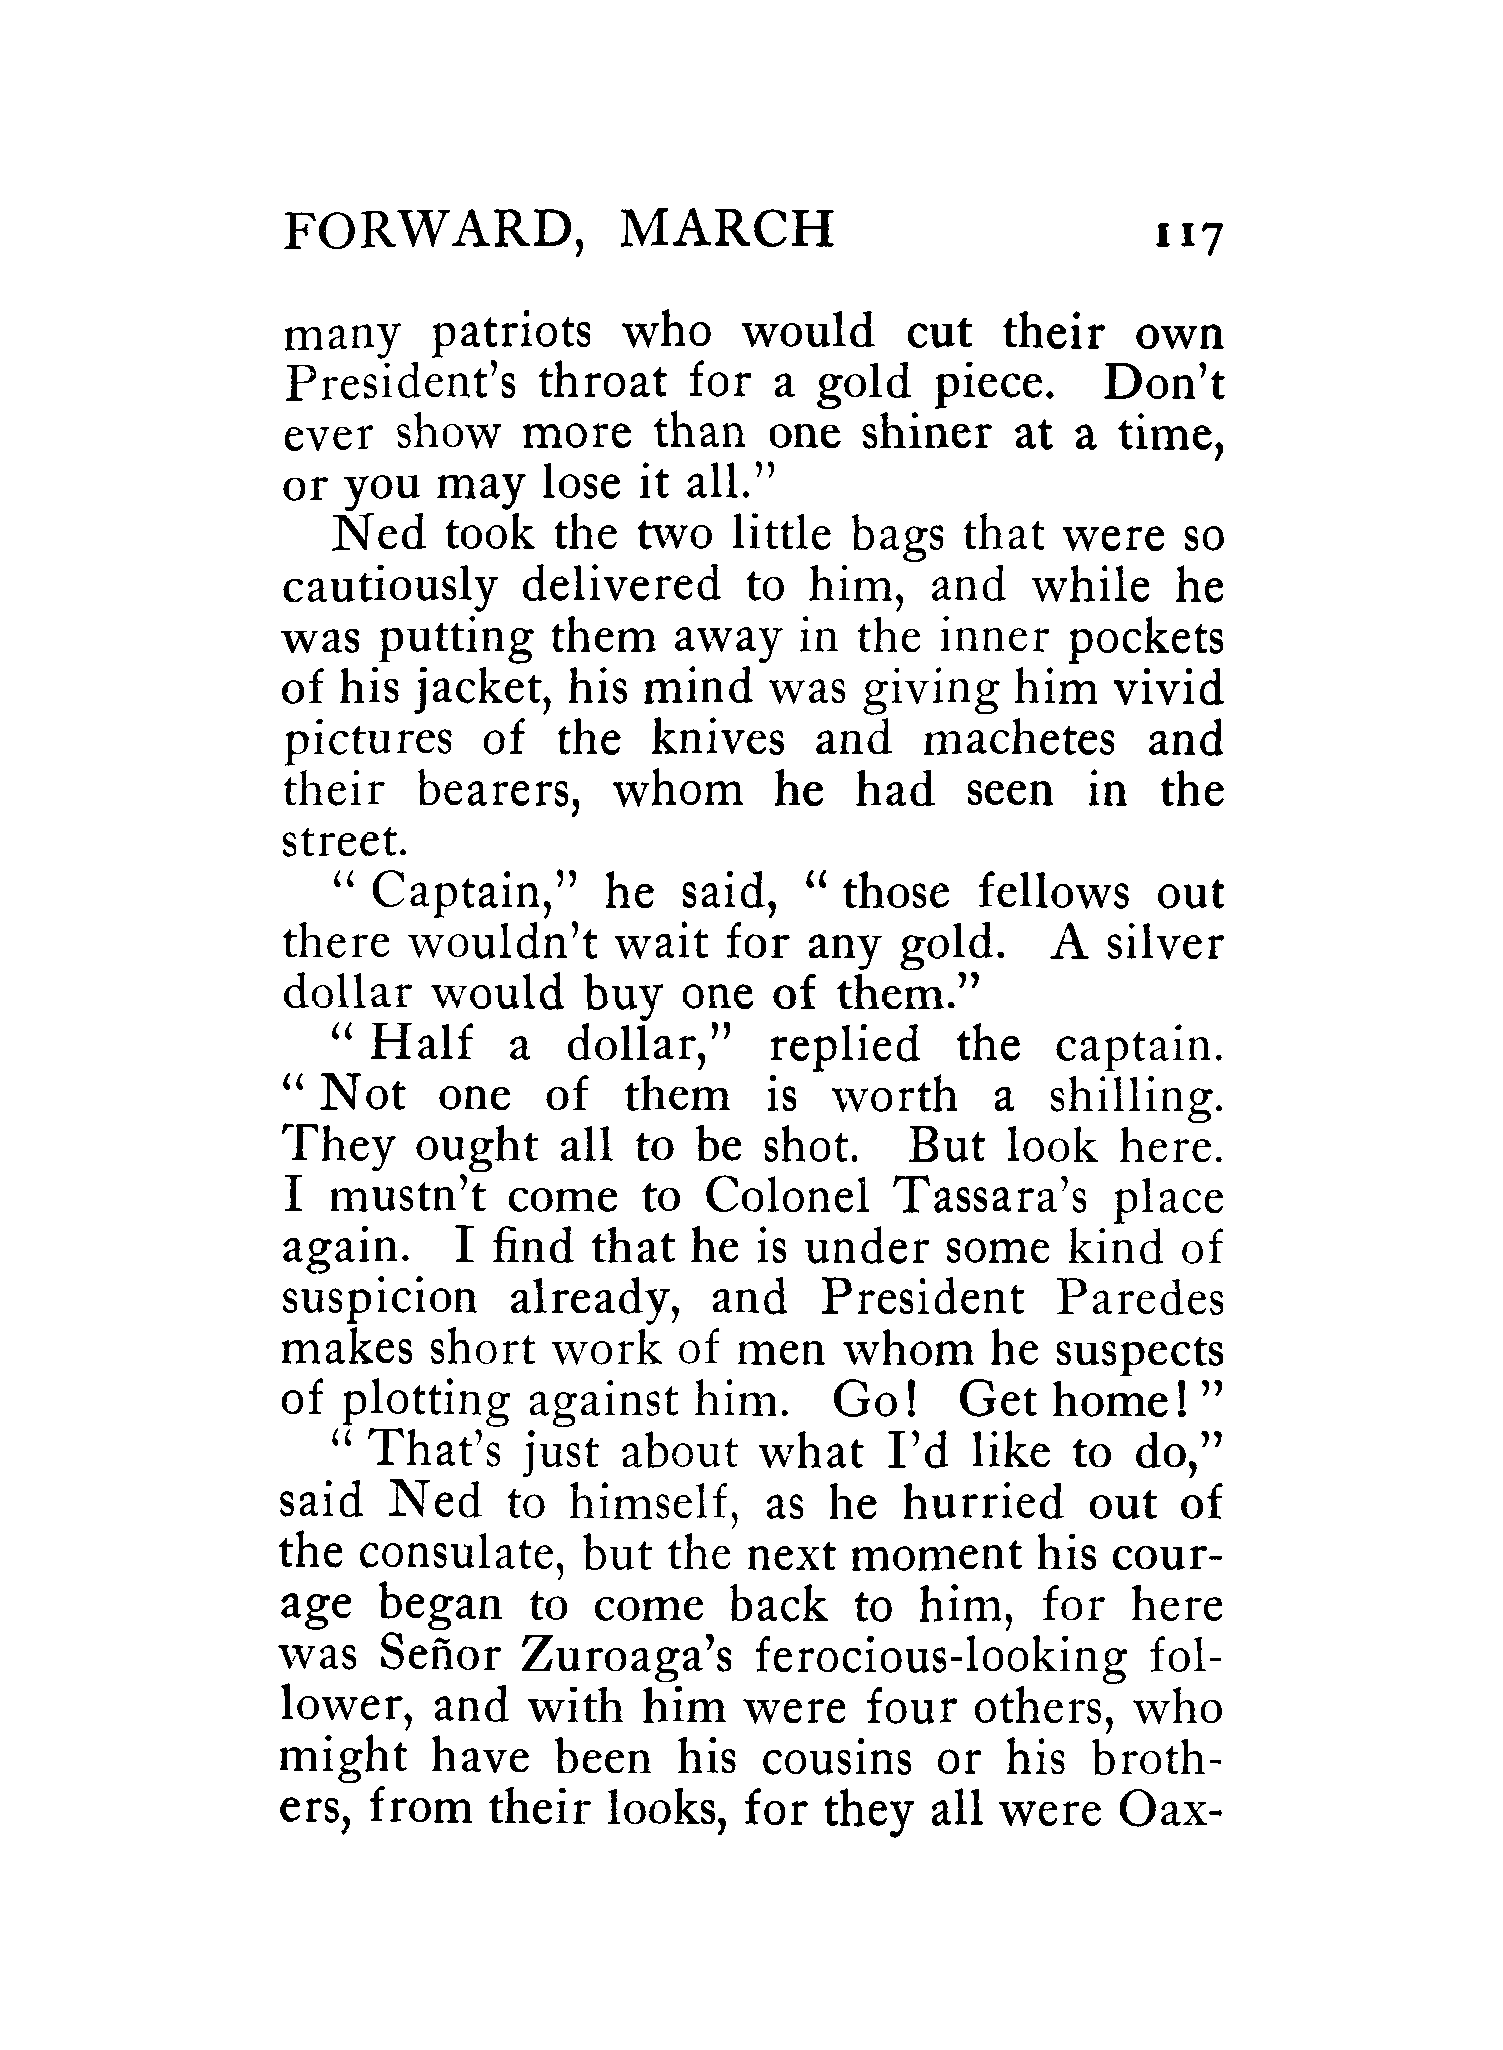 FORWARD, MARCH 117
many patriots who would cut their own
President's throat for a gold piece. Don't
ever show more than one shiner at a time,
or you may lose it all."
Ned took the two little bags that were so
cautiously delivered to him, and while he
was putting them away in the inner pockets
of his jacket, his mind was giving him vivid
pictures of the knives and machetes and
their bearers, whom he had seen in the
street.
" Captain," he said, " those fellows out
there wouldn't wait for any gold. A silver
dollar would buy one of them."
" Half a dollar," replied the captain.
" Not one of them is worth a shilling.
They ought all to be shot. But look here.
I mustn't come to Colonel Tassara's place
again. I find that he is under some kind of
suspicion already, and President Paredes
makes short work of men whom he suspects
of plotting against him. Go! Get home! "
" That's just about what I'd like to do,"
said Ned to himself, as he hurried out of
the consulate, but the next moment his cour-
age began to come back to him, for here
was Señor Zuroaga's ferocious-looking fol-
lower, and with him were four others, who
might have been his cousins or his broth-
ers, from their looks, for they all were Oax-